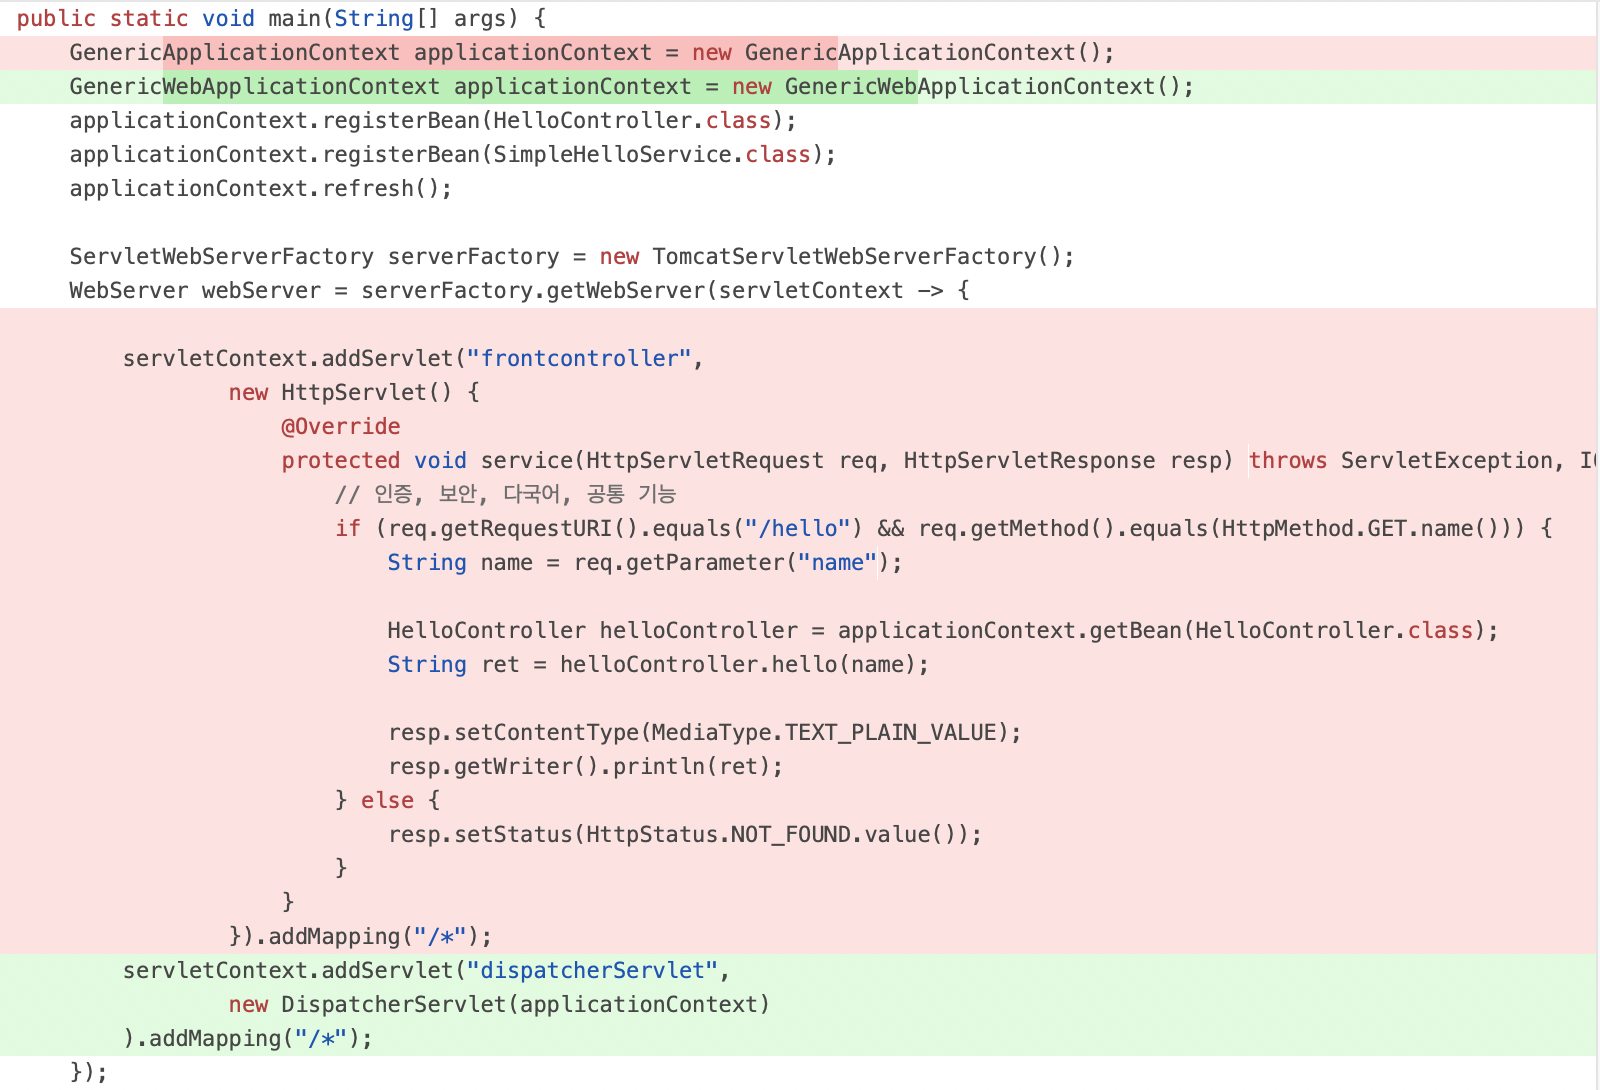 public static void main(String[] args) {
    GenericApplicationContext applicationContext = new GenericApplicationContext();
    GenericWebApplicationContext applicationContext = new GenericWebApplicationContext();
    applicationContext.registerBean(HelloController.class);
    applicationContext.registerBean(SimpleHelloService.class);
    applicationContext.refresh();

    ServletWebServerFactory serverFactory = new TomcatServletWebServerFactory();
    WebServer webServer = serverFactory.getWebServer(servletContext -> {

        servletContext.addServlet("frontcontroller",
                new HttpServlet() {
                    @Override
                    protected void service(HttpServletRequest req, HttpServletResponse resp) throws ServletException,
                        // 인증, 보안, 다국어, 공통 기능
                        if (req.getRequestURI().equals("/hello") && req.getMethod().equals(HttpMethod.GET.name())) {
                            String name = req.getParameter("name");

                            HelloController helloController = applicationContext.getBean(HelloController.class);
                            String ret = helloController.hello(name);

                            resp.setContentType(MediaType.TEXT_PLAIN_VALUE);
                            resp.getWriter().println(ret);
                        } else {
                            resp.setStatus(HttpStatus.NOT_FOUND.value());
                        }
                    }
                }).addMapping("/*");
        servletContext.addServlet("dispatcherServlet",
                new DispatcherServlet(applicationContext)
        ).addMapping("/*");
    });